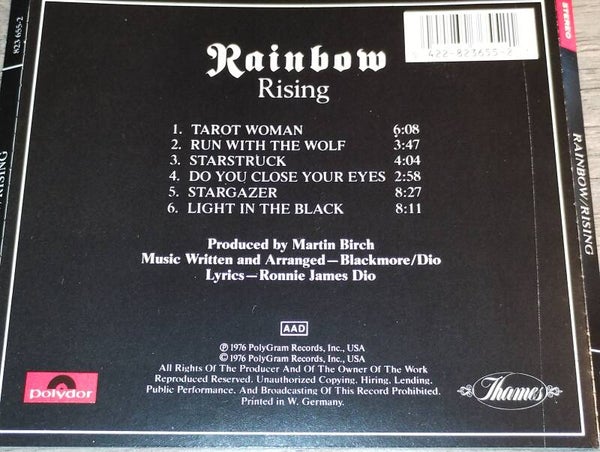 823 655-2
STEREO
422-823655-2
Rainbow
Rising
1. TAROT WOMAN 6:08
2. RUN WITH THE WOLF 3:47
3. STARSTRUCK 4:04
4. DO YOU CLOSE YOUR EYES 2:58
5. STARGAZER 8:27
6. LIGHT IN THE BLACK 8:11
Produced by Martin Birch
Music Written and Arranged—Blackmore/Dio
Lyrics—Ronnie James Dio
AAD
℗ 1976 PolyGram Records, Inc., USA
© 1976 PolyGram Records, Inc., USA
All Rights Of The Producer And Of The Owner Of The Work
Reproduced Reserved. Unauthorized Copying, Hiring, Lending,
Public Performance, And Broadcasting Of This Record Prohibited.
Printed in W. Germany.
polydor
Thames
/RISING
RAINBOW/RISING